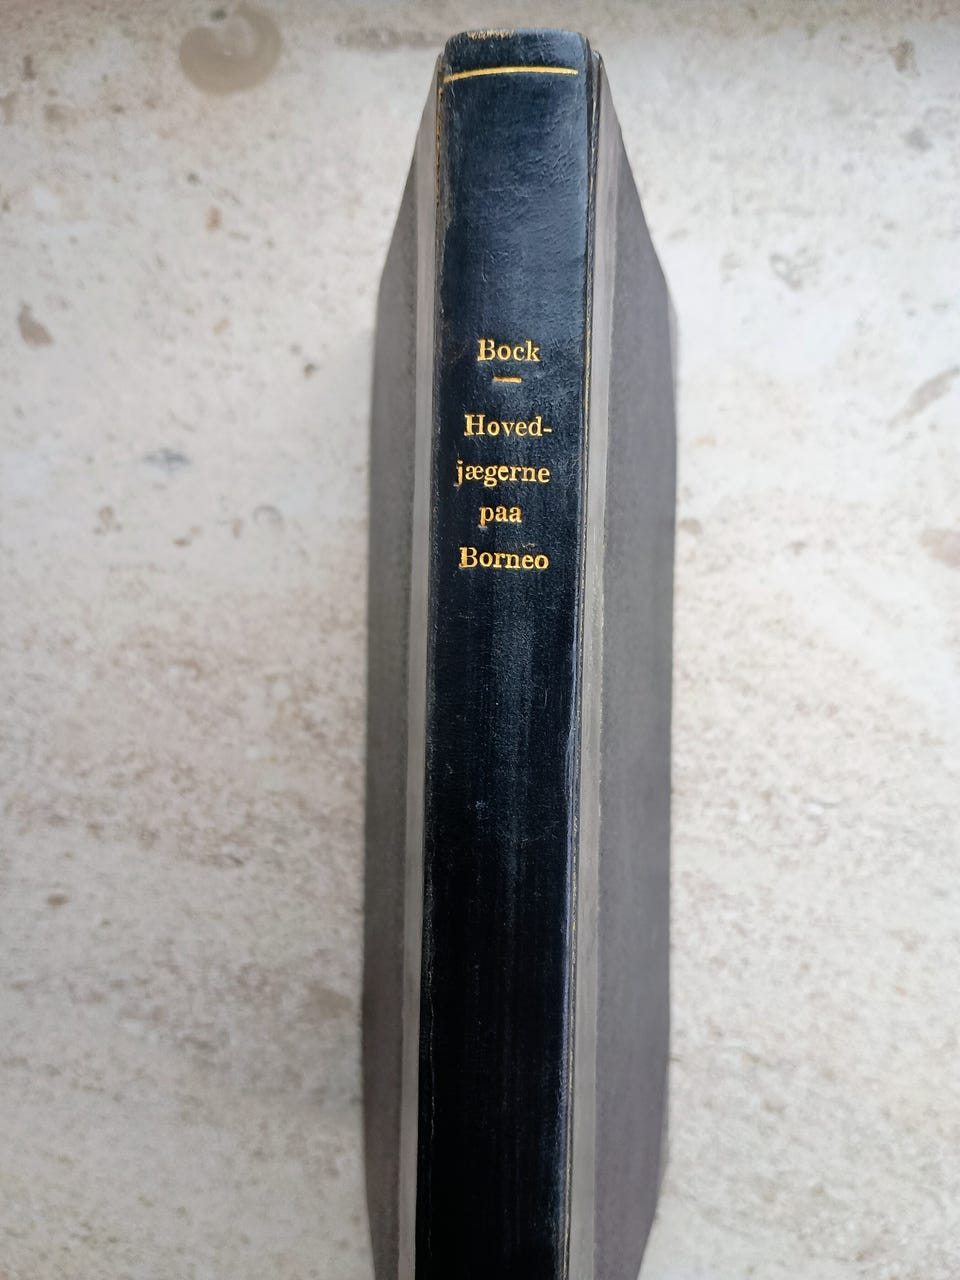 Bock
Hoved-
jægerne
paa
Borneo